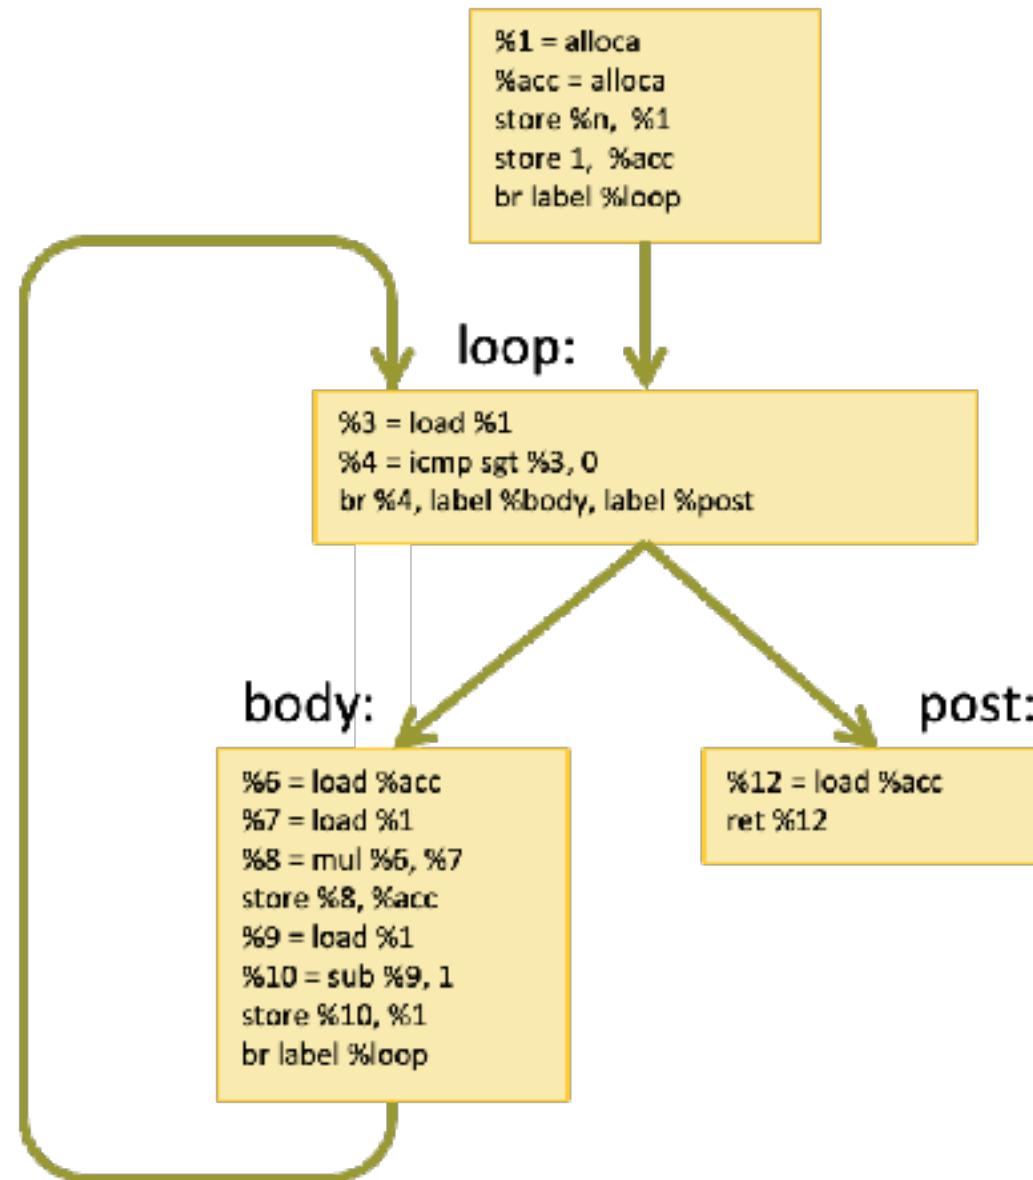 %1 = alloca
%acc = alloca
store %n, %1
store 1, %acc
br label %loop
loop:
%3 = load %1
%4 = icmp sgt %3, 0
br %4, label %body, label %post
body:
%6 = load %acc
%7 = load %1
%8 = mul %6, %7
store %8, %acc
%9 = load %1
%10 = sub %9, 1
store %10, %1
br label %loop
post:
%12 = load %acc
ret %12